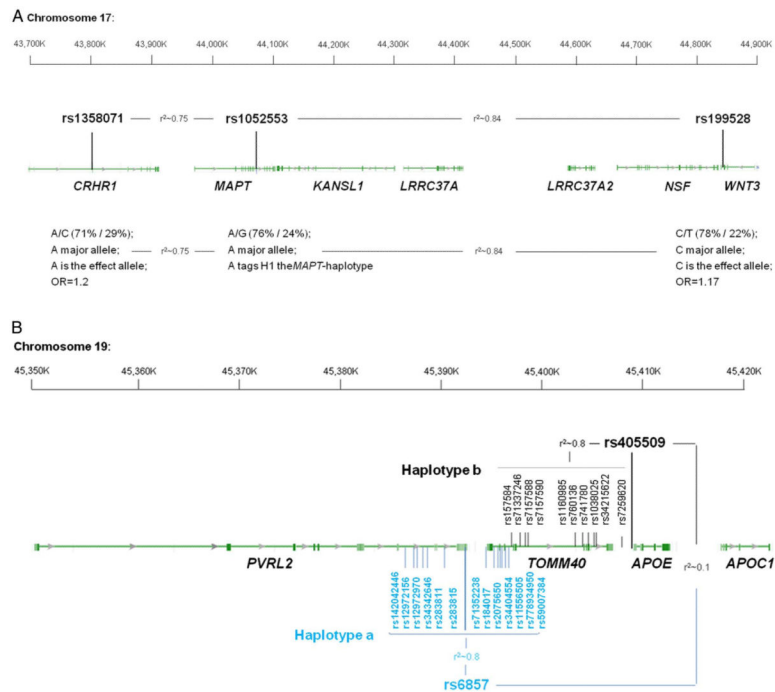 A Chromosome 17:
43,700K 43,800K 43,900K 44,000K 44,100K 44,200K 44,300K 44,400K 44,500K 44,600K 44,700K 44,800K 44,900K
rs1358071 r²~0.75 rs1052553 r²~0.84 rs199528
CRHR1 MAPT KANSL1 LRRC37A LRRC37A2 NSF WNT3
A/C (71% / 29%);
A major allele;
A is the effect allele;
OR=1.2
r²~0.75
A/G (76% / 24%)
A major allele;
A tags H1 theMAPT-haplotype
r²~0.84
C/T (78% / 22%)
C major allele;
C is the effect allele;
OR=1.17
B
Chromosome 19:
45,350K 45,360K 45,370K 45,380K 45,390K 45,400K 45,410K 45,420K
r²~0.8 rs405509
Haplotype b
rs157584
rs71337246
rs7157588
rs7157590
rs1160985
rs760136
rs741780
rs1038025
rs34215622
rs7259620
PVRL2 TOMM40 APOE APOC1
r²~0.1
rs142042446
rs12972156
rs12972970
rs34342646
rs283811
rs283815
rs71352238
rs184017
rs2075650
rs34404554
rs11556505
rs778934950
rs59007384
Haplotype a
r²~0.8
rs6857